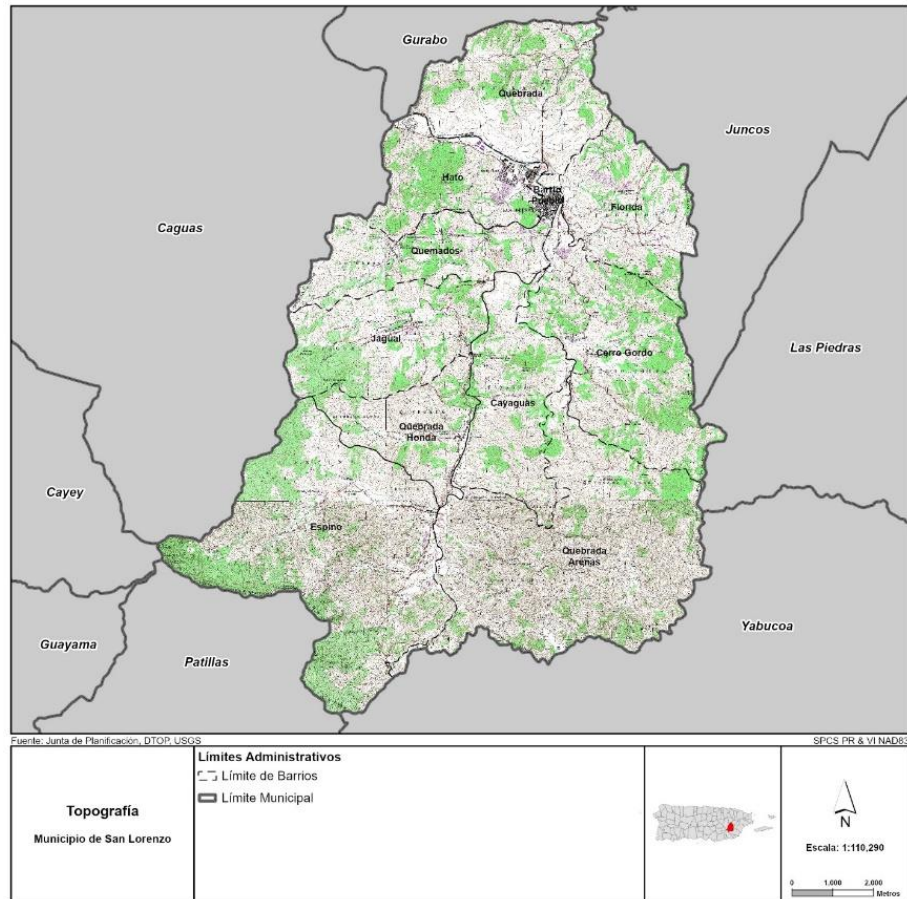 Gurabo
Quebrada
Juncos
Hato
Barrio
Pueblo
Florida
Caguas
Quemados
Jagual
Cerro Gordo
Las Piedras
Cayaguás
Quebrada
Honda
Cayey
Espino
Quebrada
Arenas
Yabucoa
Guayama
Patillas
Fuente: Junta de Planificación, DTOP, USGS
SPCS PR & VI NAD83
Topografía
Municipio de San Lorenzo
Límites Administrativos
Límite de Barrios
Límite Municipal
N
Escala: 1:110,290
0 1,000 2,000
Metros